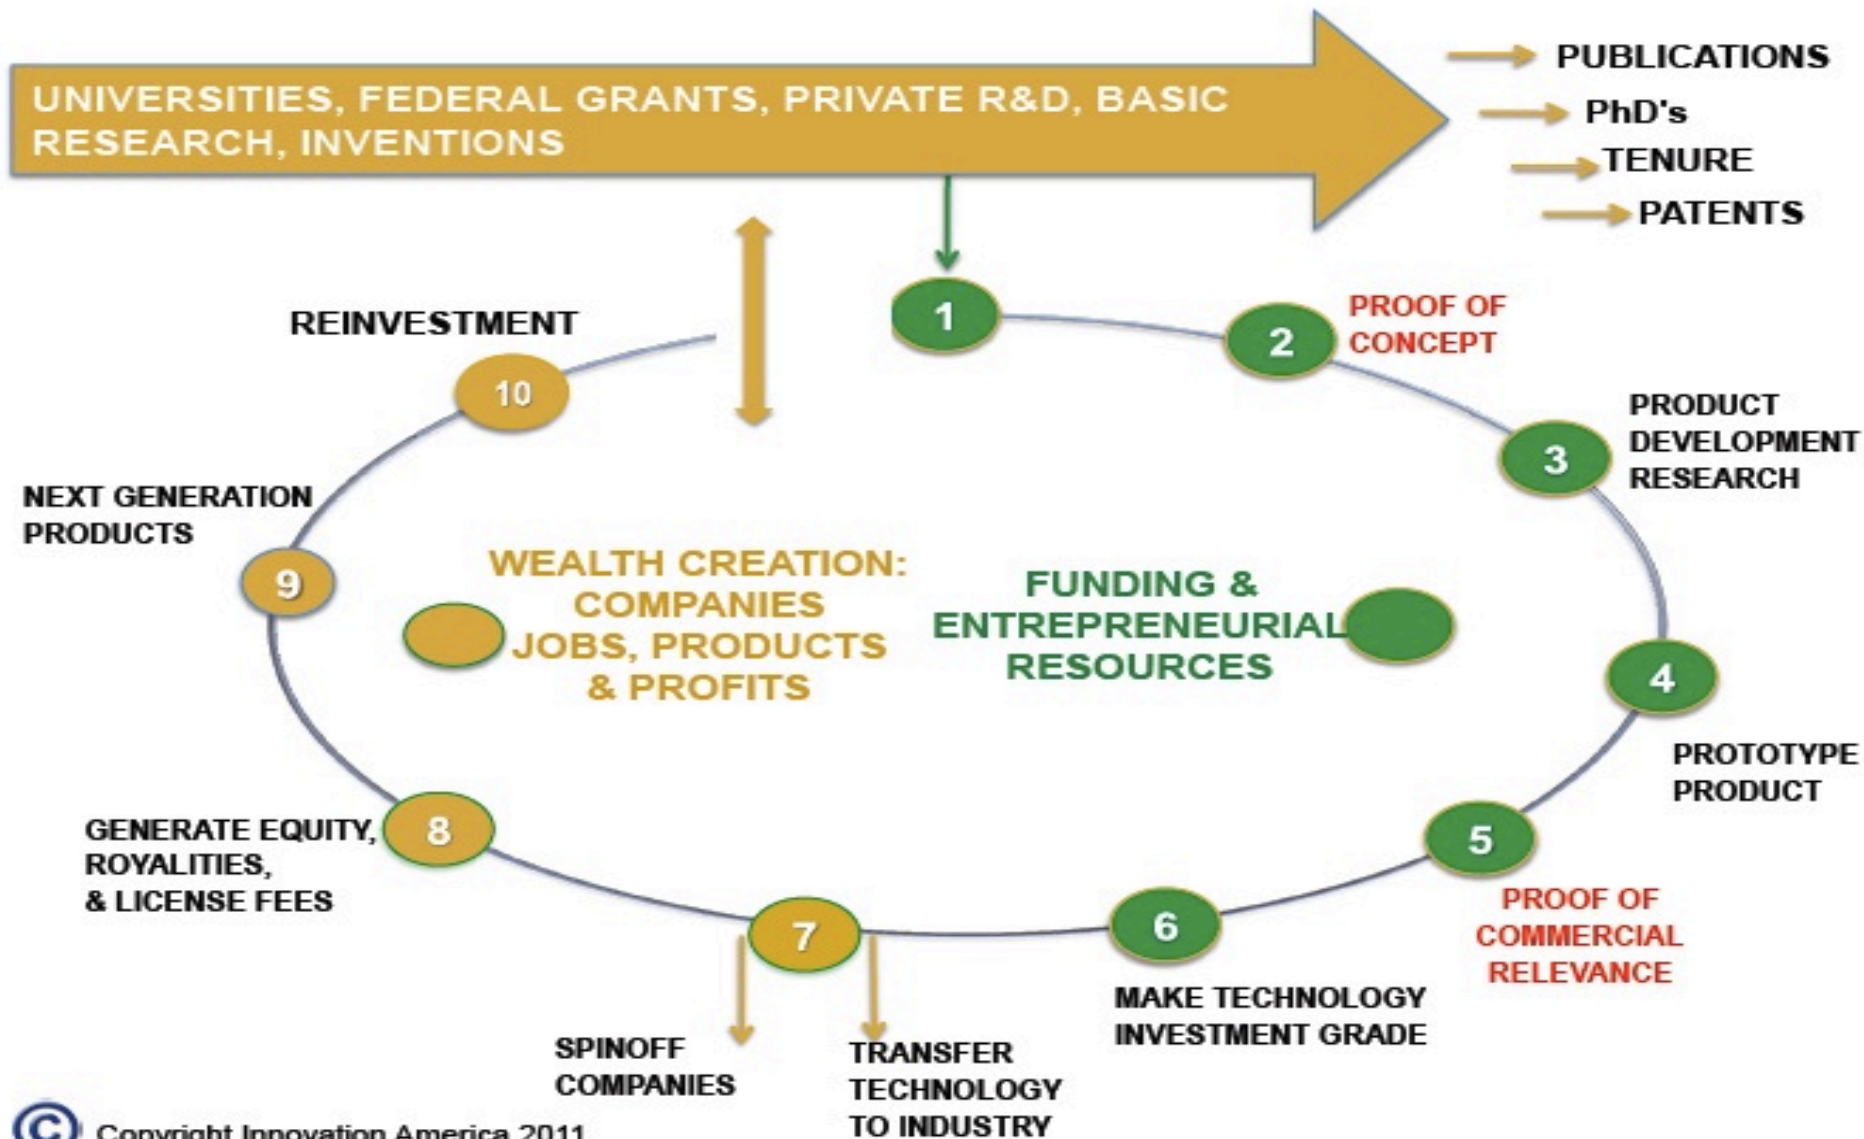 UNIVERSITIES, FEDERAL GRANTS, PRIVATE R&D, BASIC
RESEARCH, INVENTIONS
PUBLICATIONS
PhD's
TENURE
PATENTS
1
2
PROOF OF
CONCEPT
3
PRODUCT
DEVELOPMENT
RESEARCH
4
PROTOTYPE
PRODUCT
5
PROOF OF
COMMERCIAL
RELEVANCE
6
MAKE TECHNOLOGY
INVESTMENT GRADE
7
SPINOFF
COMPANIES
TRANSFER
TECHNOLOGY
TO INDUSTRY
8
GENERATE EQUITY,
ROYALITIES,
& LICENSE FEES
9
NEXT GENERATION
PRODUCTS
10
REINVESTMENT
WEALTH CREATION:
COMPANIES
JOBS, PRODUCTS
& PROFITS
FUNDING &
ENTREPRENEURIAL
RESOURCES
© Copyright Innovation America 2011